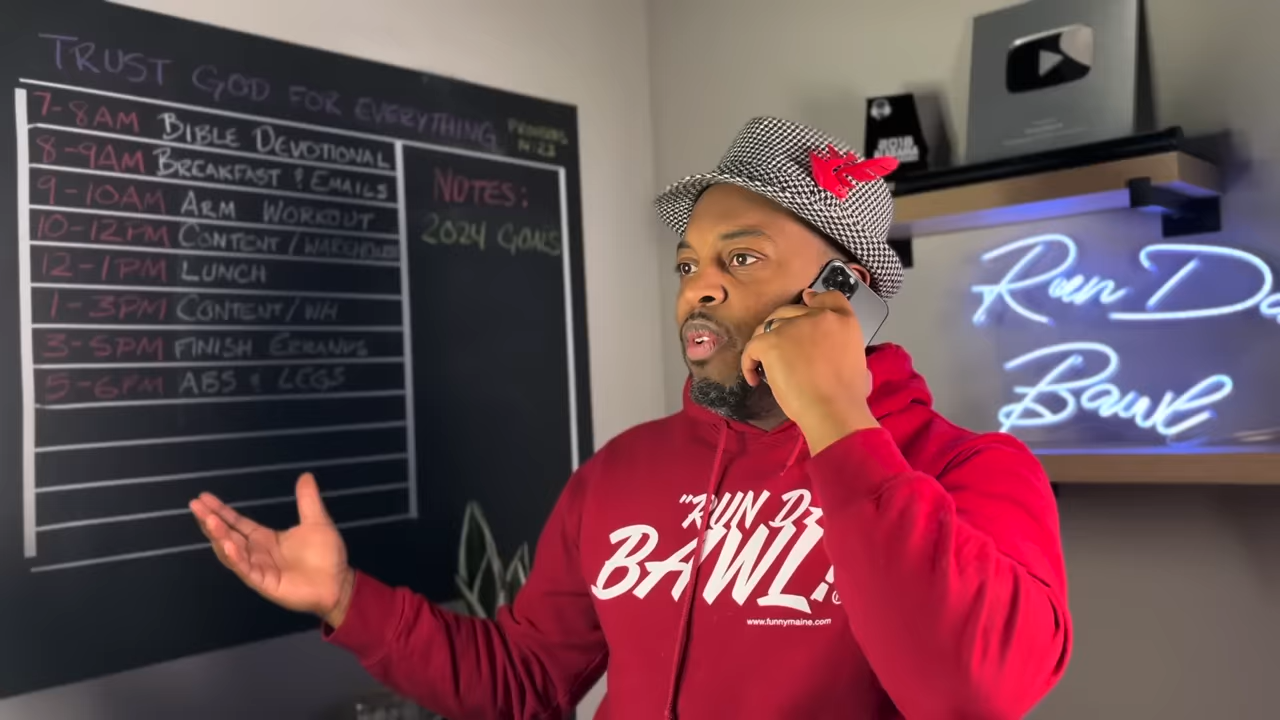 TRUST GOD FOR EVERYTHING
7-8AM BIBLE DEVOTIONAL
8-9AM BREAKFAST & EMAILS
9-10AM ARM WORKOUT
10-12PM CONTENT/WAREHOUSE
12-1PM LUNCH
1-3PM CONTENT/WH
3-5PM FINISH ERRANDS
5-6PM ABS & LEGS
PROVERBS
NOTES:
2024 GOALS
2018
Run Da
Bawl
"RUN DA
BAWL!
www.funnymaine.com